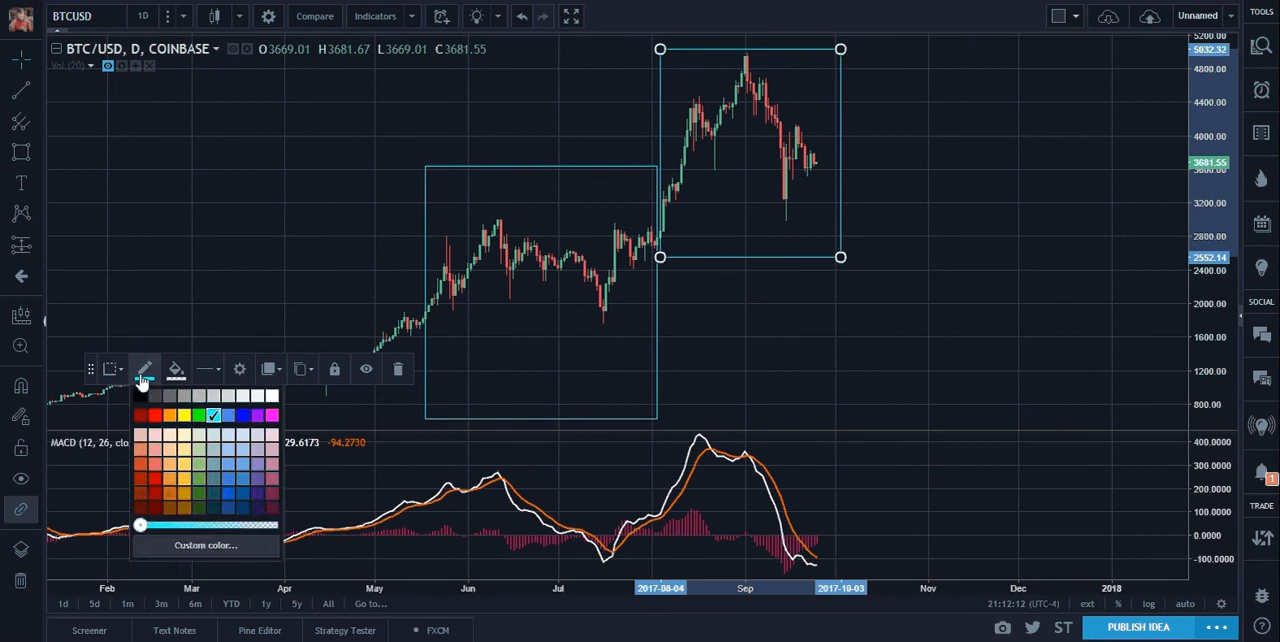 BTCUSD 1D Compare Indicators Unnamed TOOLS
BTC/USD, D, COINBASE O3669.01 H3681.67 L3669.01 C3681.55
Vol (20)
5200.00
5032.32
4800.00
4400.00
4000.00
3681.55
3600.00
3200.00
2800.00
2552.14
2400.00
2000.00
1600.00
1200.00
800.00
SOCIAL
1
TRADE
MACD (12, 26, clo 29.6173 -94.2730
400.0000
300.0000
200.0000
100.0000
0.0000
-100.0000
Custom color...
Feb Mar Apr May Jun Jul 2017-08-04 Sep 2017-10-03 Nov Dec 2018
1d 5d 1m 3m 6m YTD 1y 5y All Go to... 21:12:12 (UTC-4) ext % log auto
Screener Text Notes Pine Editor Strategy Tester FXCM ST PUBLISH IDEA